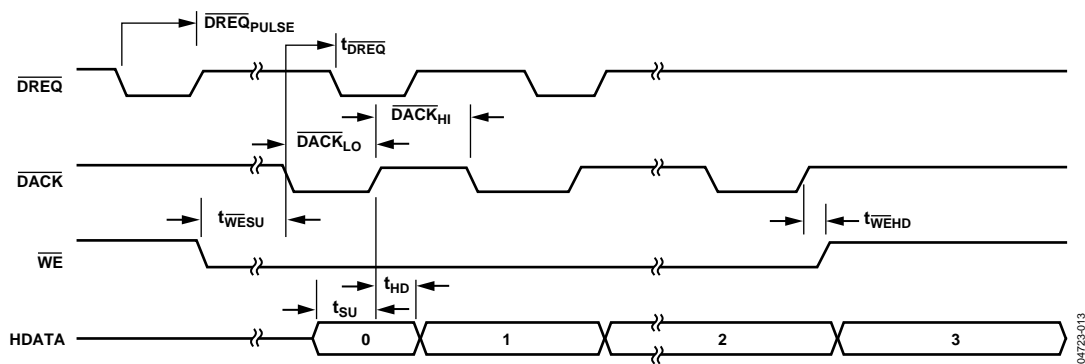 DREQPULSE
tDREQ
DREQ
DACKHI
DACKLO
DACK
tWESU
tWEHD
WE
tHD
tSU
HDATA
0
1
2
3
04723-013